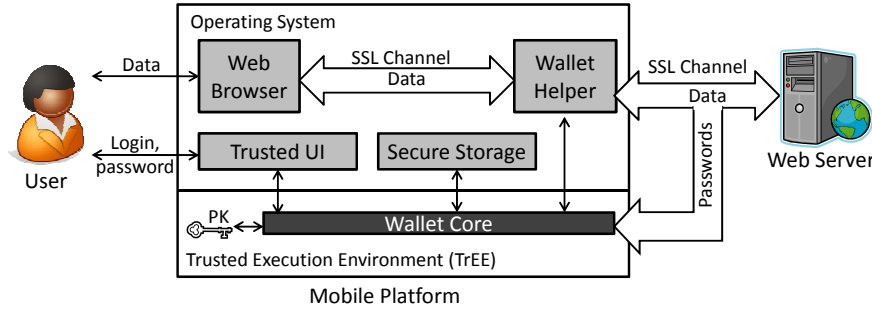 Operating System
Data
Web
Browser
SSL Channel
Data
Wallet
Helper
SSL Channel
Data
Passwords
Web Server
Login,
password
User
Trusted UI
Secure Storage
PK
Wallet Core
Trusted Execution Environment (TrEE)
Mobile Platform